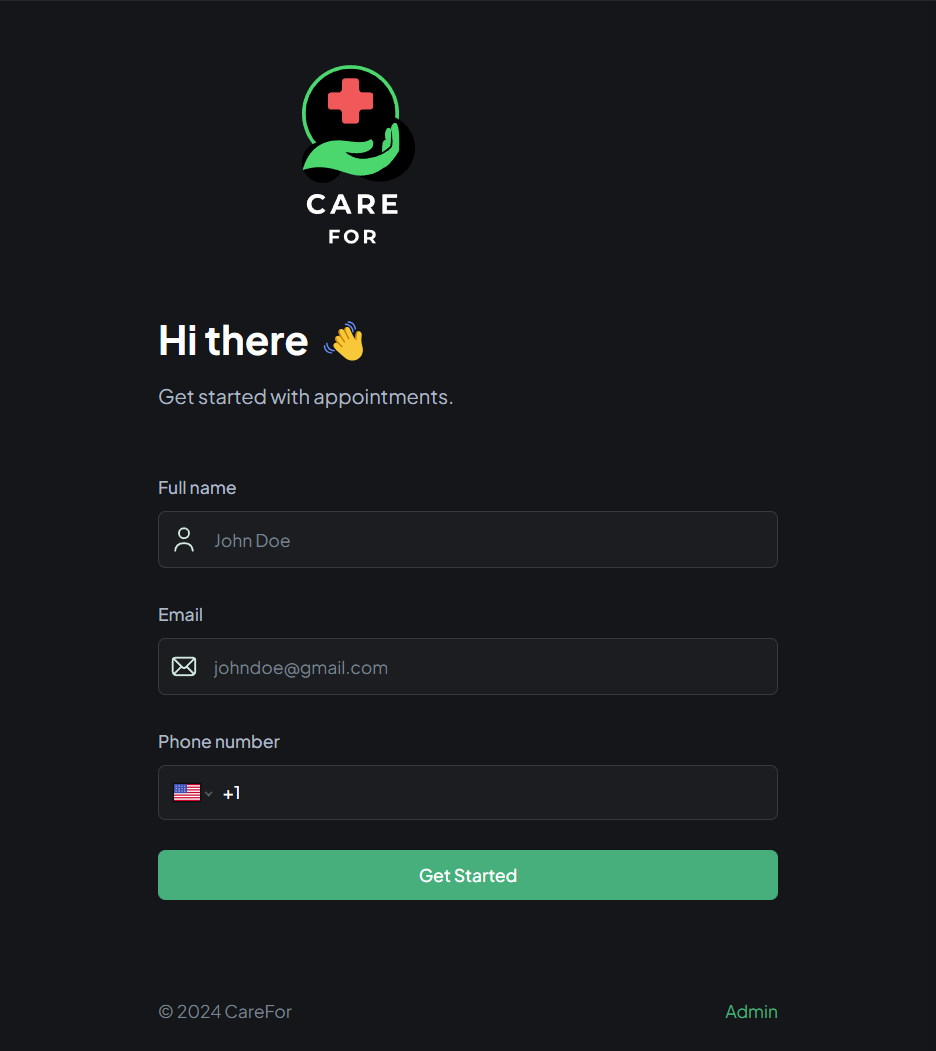 CARE
FOR
Hi there 👋
Get started with appointments.
Full name
John Doe
Email
johndoe@gmail.com
Phone number
+1
Get Started
© 2024 CareFor
Admin